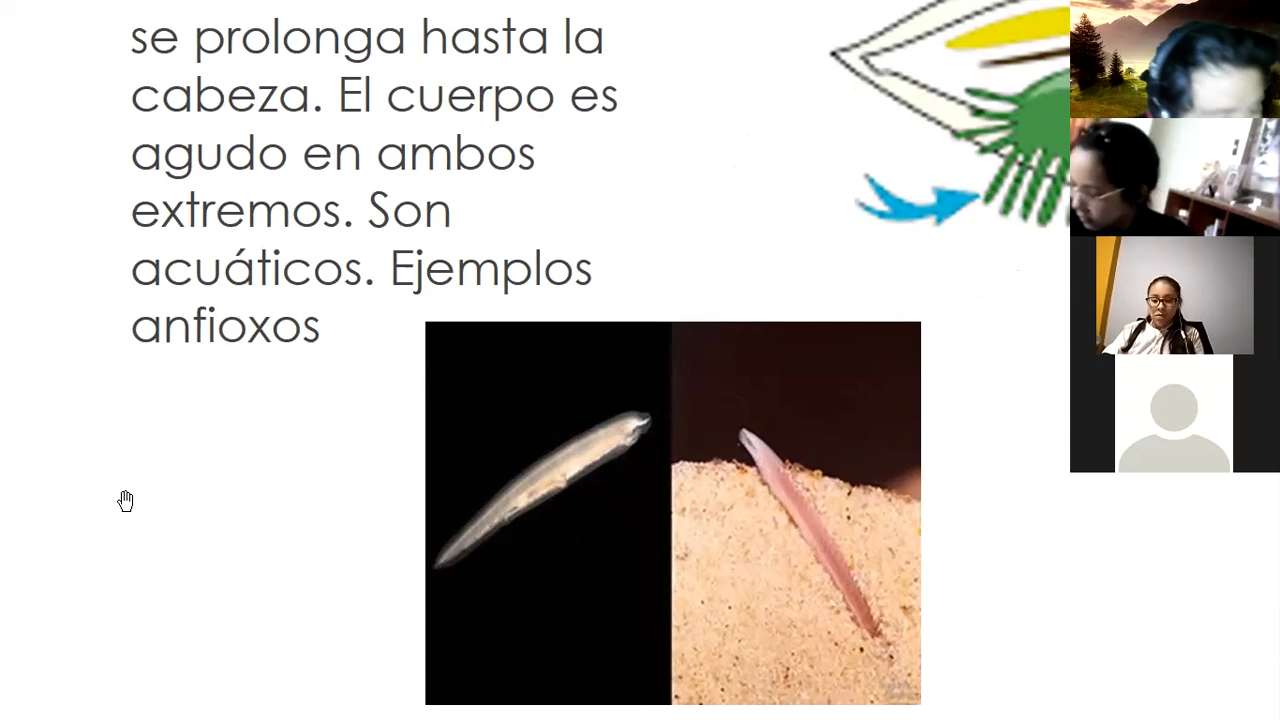 se prolonga hasta la
cabeza. El cuerpo es
agudo en ambos
extremos. Son
acuáticos. Ejemplos
anfioxos